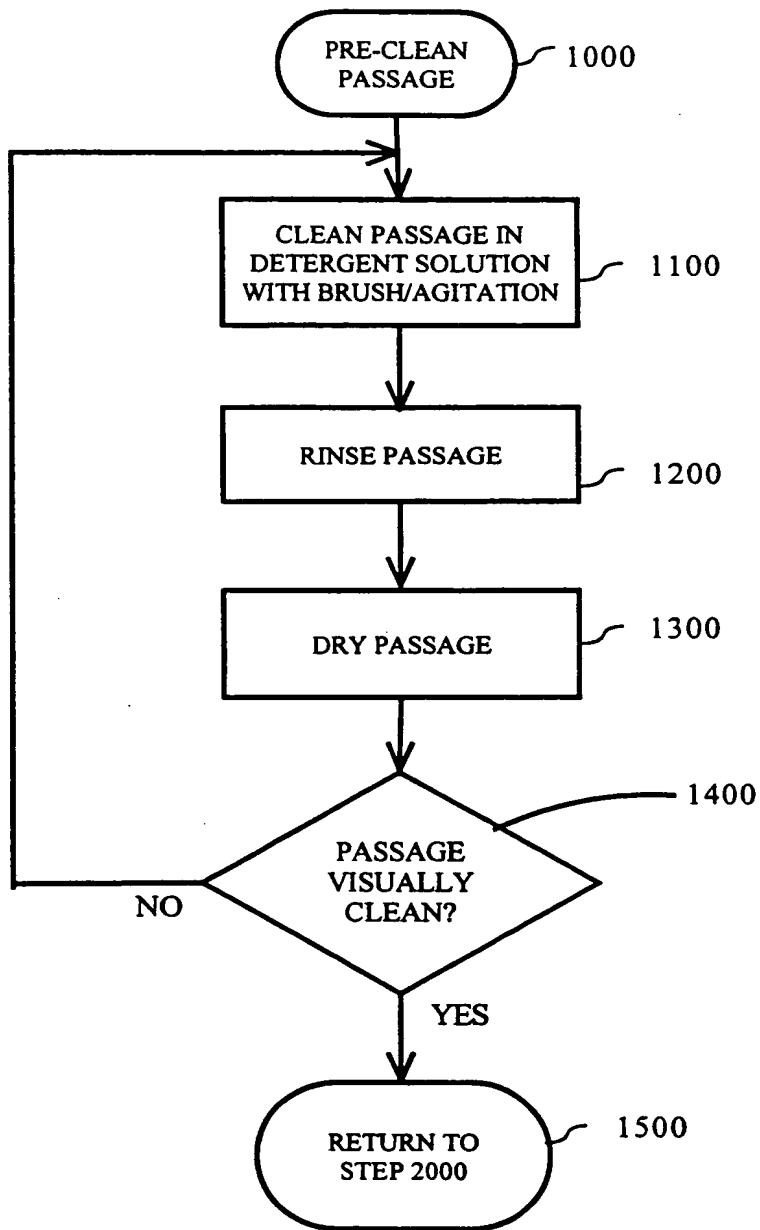 PRE-CLEAN
PASSAGE
1000
CLEAN PASSAGE IN
DETERGENT SOLUTION
WITH BRUSH/AGITATION
1100
RINSE PASSAGE
1200
DRY PASSAGE
1300
1400
PASSAGE
VISUALLY
CLEAN?
NO
YES
RETURN TO
STEP 2000
1500